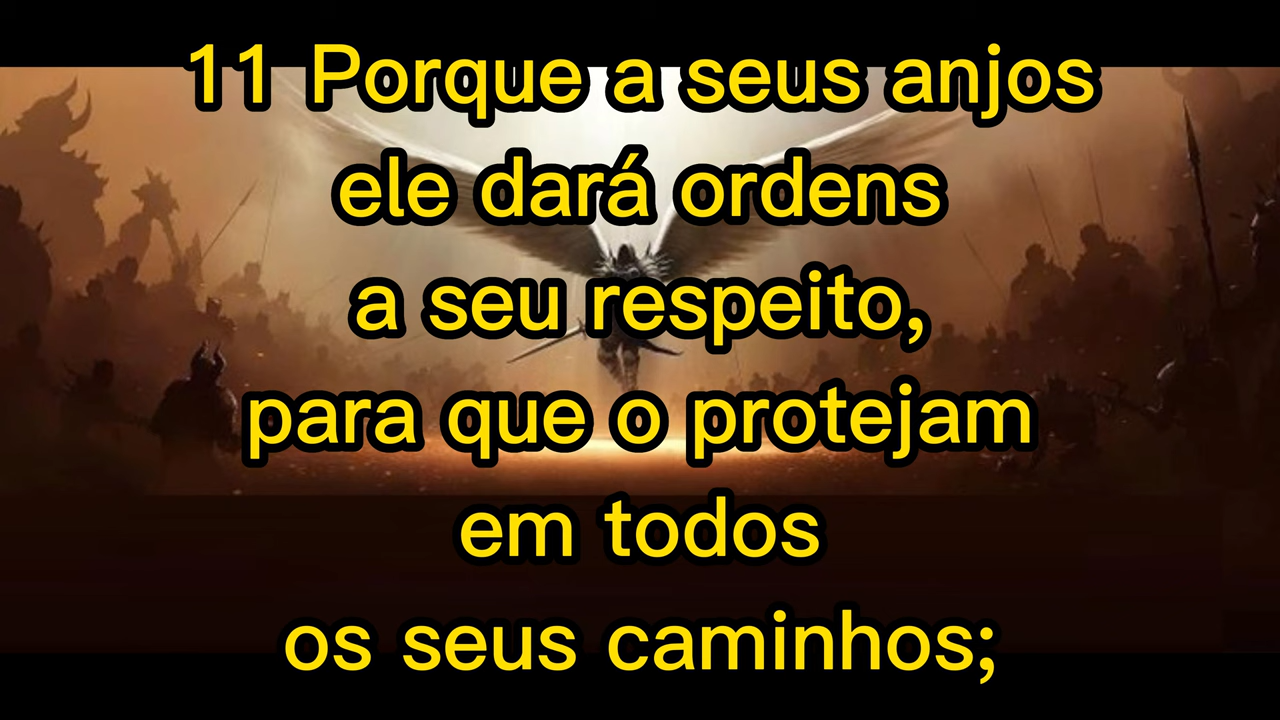 11 Porque a seus anjos
ele dará ordens
a seu respeito,
para que o protejam
em todos
os seus caminhos;